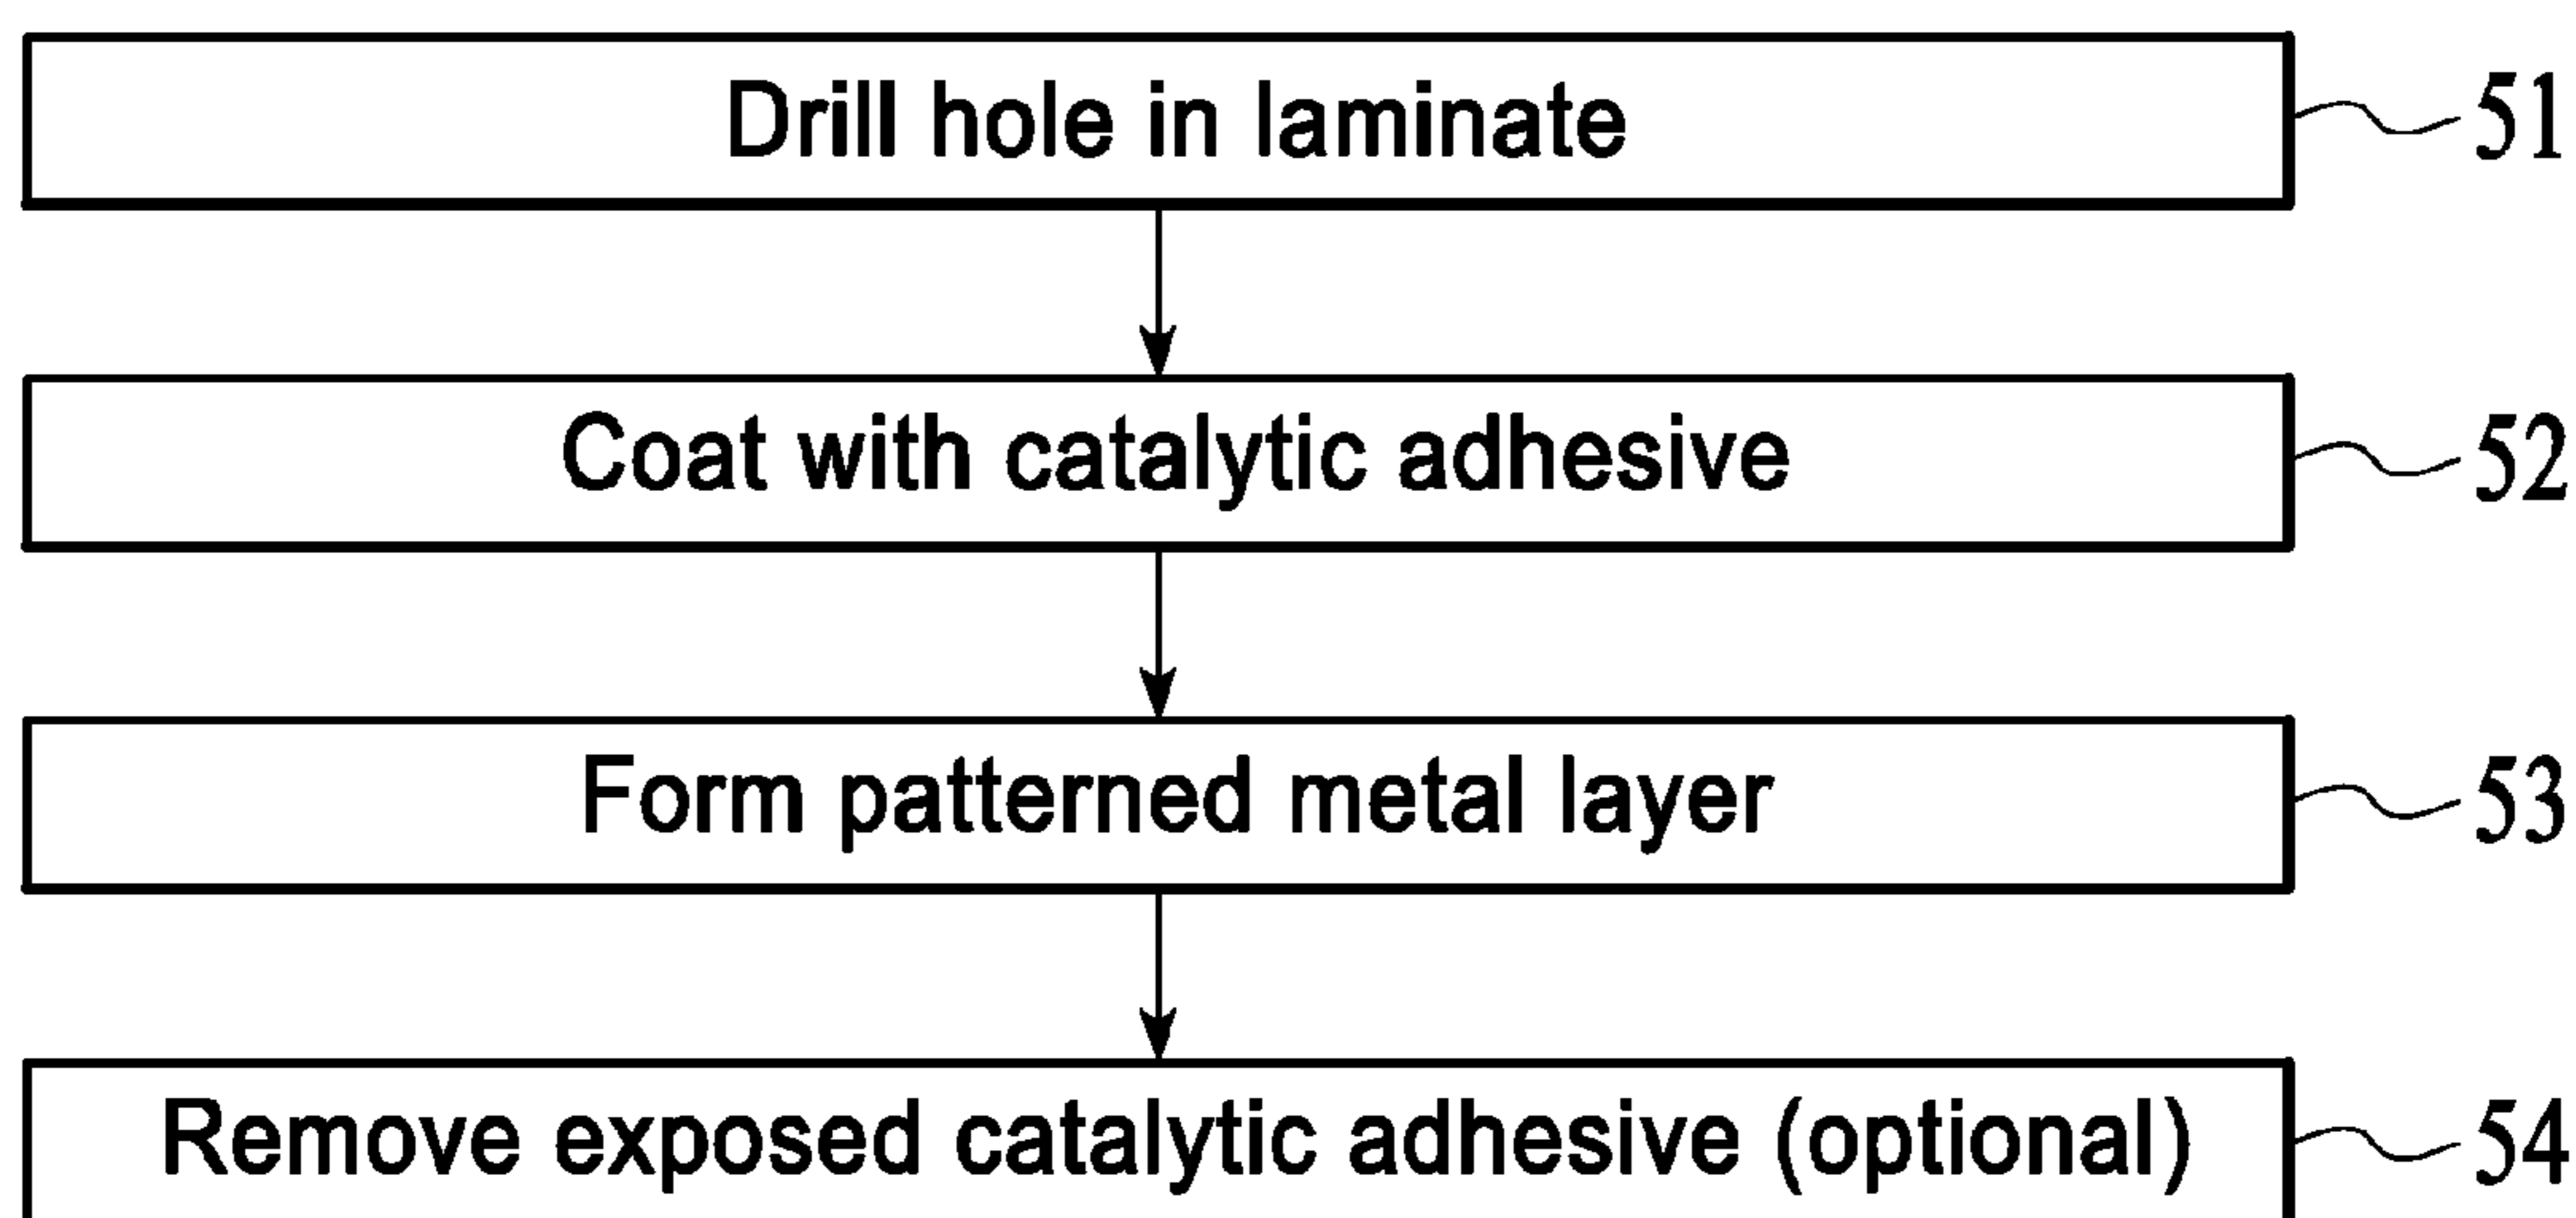 Drill hole in laminate 51
Coat with catalytic adhesive 52
Form patterned metal layer 53
Remove exposed catalytic adhesive (optional) 54